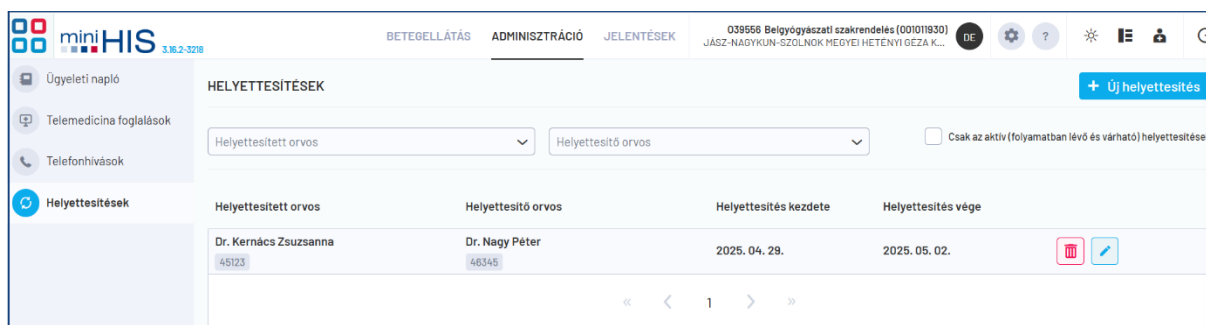 miniHIS 3.16.2-3218
BETEGELLÁTÁS ADMINISZTRÁCIÓ JELENTÉSEK
039556 Belgyógyászati szakrendelés (001011930)
JÁSZ-NAGYKUN-SZOLNOK MEGYEI HETÉNYI GÉZA K...
DE
?
Ügyeleti napló
Telemedicina foglalások
Telefonhívások
Helyettesítések
HELYETTESÍTÉSEK
+ Új helyettesítés
Helyettesített orvos
Helyettesítő orvos
Csak az aktív (folyamatban lévő és várható) helyettesítése
Helyettesített orvos Helyettesítő orvos Helyettesítés kezdete Helyettesítés vége
Dr. Kernács Zsuzsanna Dr. Nagy Péter 2025. 04. 29. 2025. 05. 02.
45123 46345
« < 1 > »